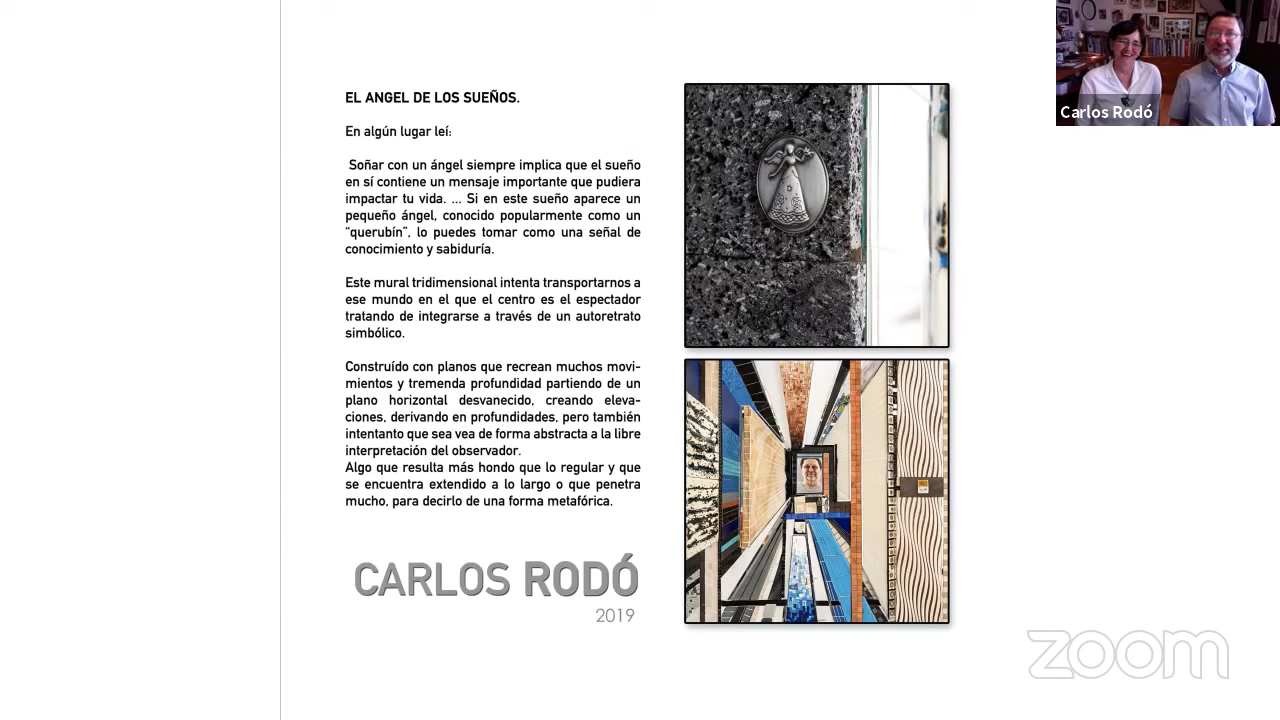 EL ANGEL DE LOS SUEÑOS.
En algún lugar leí:
Soñar con un ángel siempre implica que el sueño
en sí contiene un mensaje importante que pudiera
impactar tu vida. ... Si en este sueño aparece un
pequeño ángel, conocido popularmente como un
“querubín”, lo puedes tomar como una señal de
conocimiento y sabiduría.
Este mural tridimensional intenta transportarnos a
ese mundo en el que el centro es el espectador
tratando de integrarse a través de un autoretrato
simbólico.
Construído con planos que recrean muchos movi-
mientos y tremenda profundidad partiendo de un
plano horizontal desvanecido, creando eleva-
ciones, derivando en profundidades, pero también
intentanto que sea vea de forma abstracta a la libre
interpretación del observador.
Algo que resulta más hondo que lo regular y que
se encuentra extendido a lo largo o que penetra
mucho, para decirlo de una forma metafórica.
CARLOS RODÓ
2019
Carlos Rodó
zoom